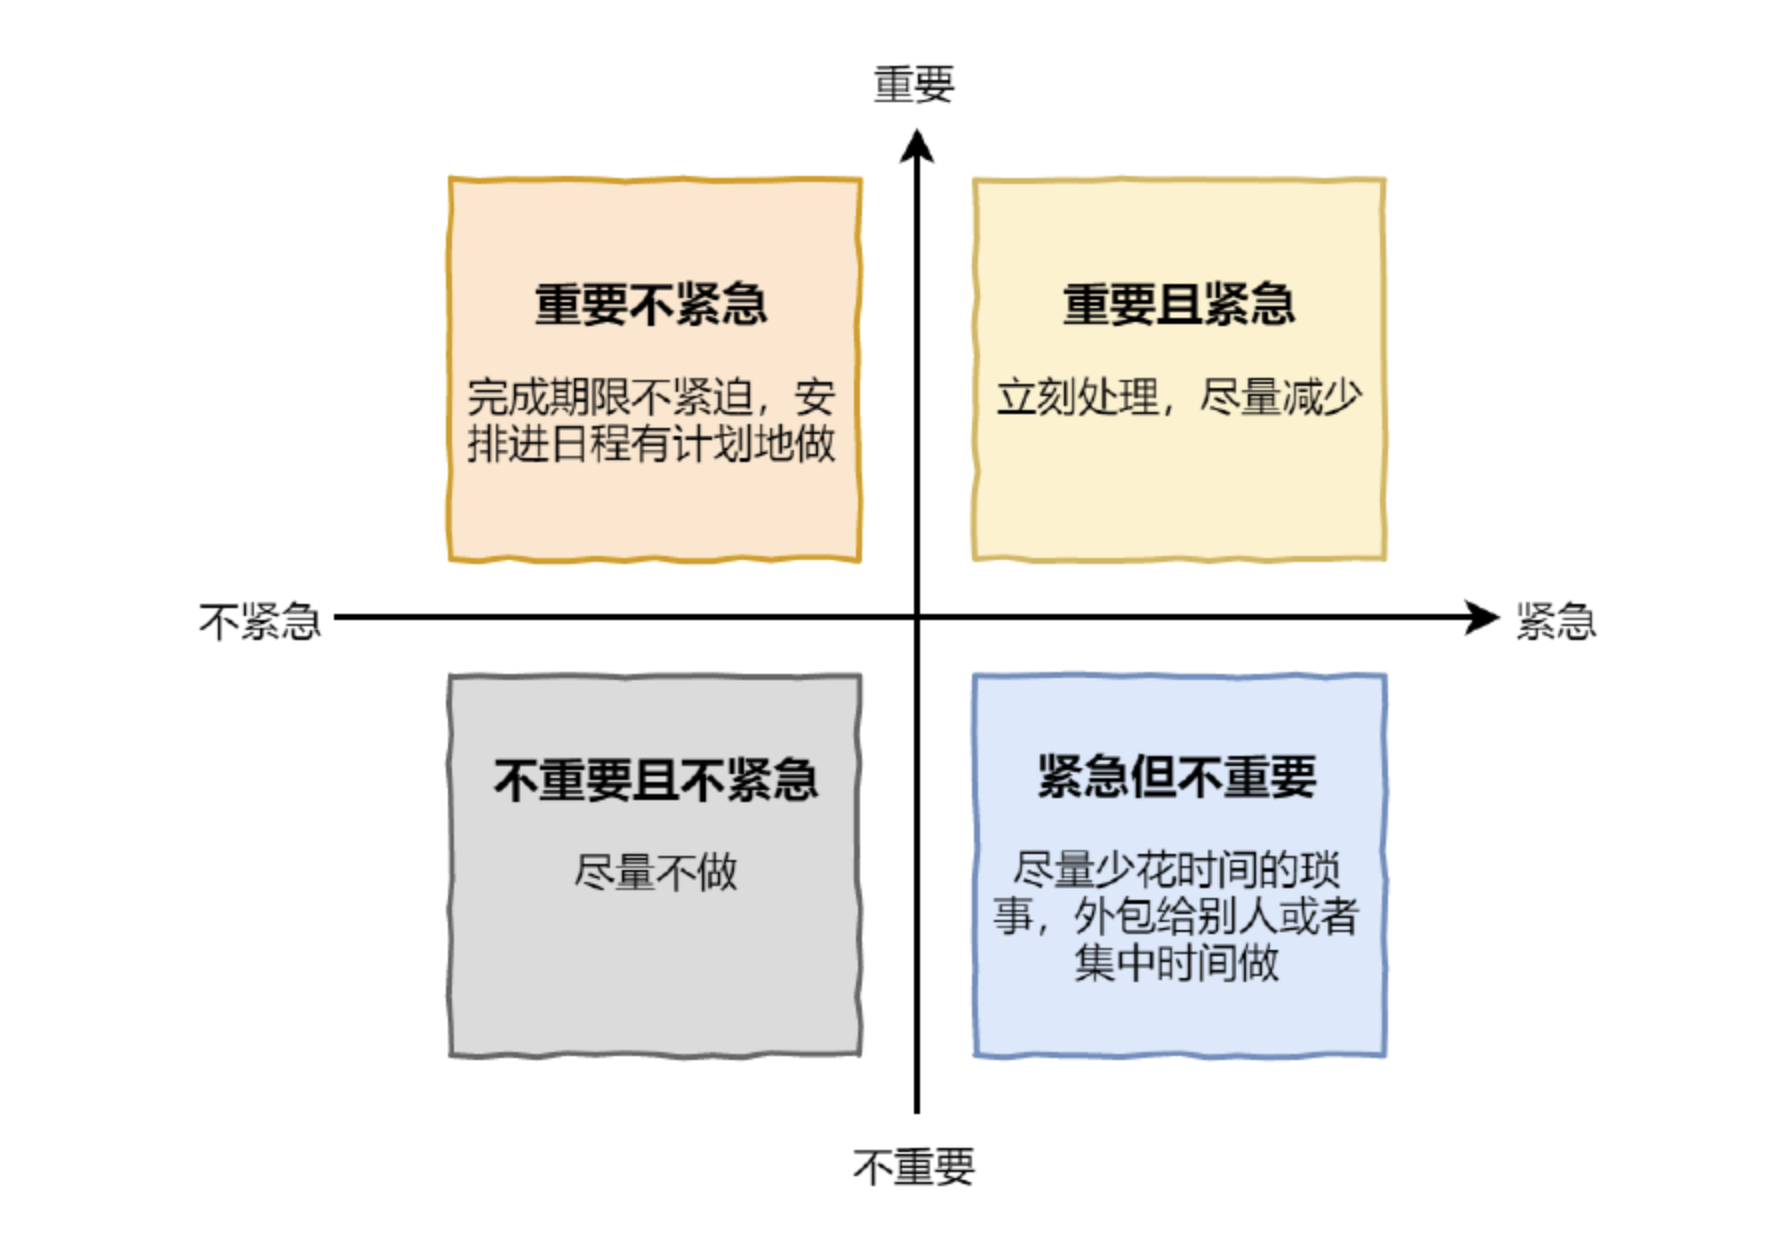 重要
重要不紧急
完成期限不紧迫，安
排进日程有计划地做
重要且紧急
立刻处理，尽量减少
不紧急
紧急
不重要且不紧急
尽量不做
紧急但不重要
尽量少花时间的琐
事，外包给别人或者
集中时间做
不重要